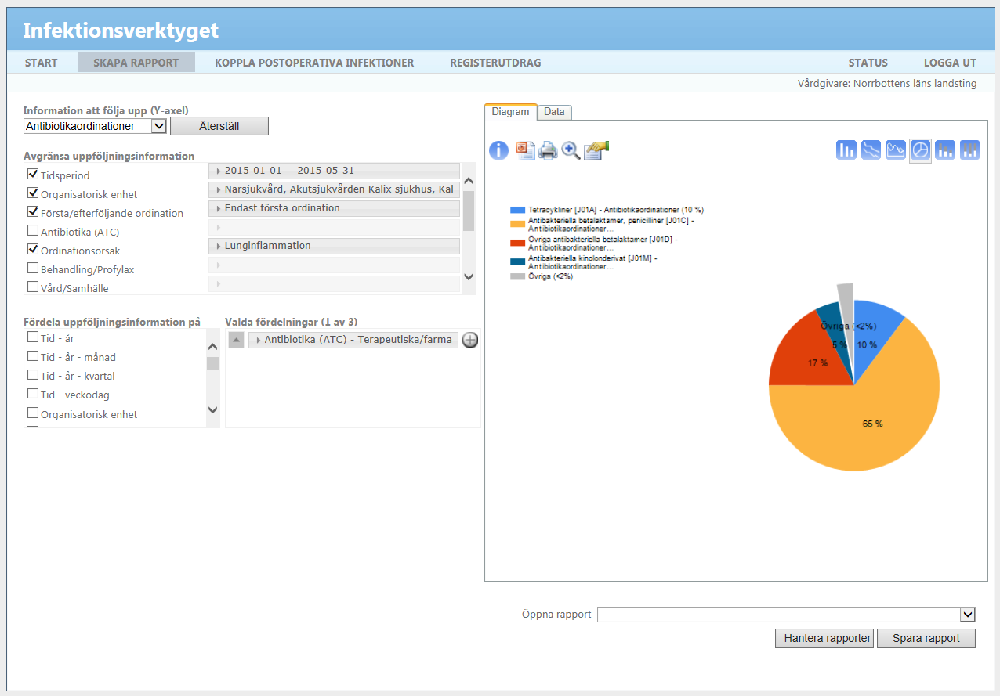 Infektionsverktyget
START SKAPA RAPPORT KOPPLA POSTOPERATIVA INFEKTIONER REGISTERUTDRAG STATUS LOGGA UT
Vårdgivare: Norrbottens läns landsting
Information att följa upp (Y-axel)
Antibiotikaordinationer Återställ
Avgränsa uppföljningsinformation
Tidsperiod 2015-01-01 -- 2015-05-31
Organisatorisk enhet Närsjukvård, Akutsjukvården Kalix sjukhus, Kal
Första/efterföljande ordination Endast första ordination
Antibiotika (ATC)
Ordinationsorsak Lunginflammation
Behandling/Profylax
Vård/Samhälle
Fördela uppföljningsinformation på
Tid - år
Tid - år - månad
Tid - år - kvartal
Tid - veckodag
Organisatorisk enhet
Valda fördelningar (1 av 3)
Antibiotika (ATC) - Terapeutiska/farma
Diagram Data
Tetracykliner [J01A] - Antibiotikaordinationer (10 %)
Antibakteriella betalaktamer, penicilliner [J01C] -
Antibiotikaordinationer...
Övriga antibakteriella betalaktamer [J01D] -
Antibiotikaordinationer...
Antibakteriella kinolonderivat [J01M] -
Antibiotikaordinationer...
Övriga (<2%)
Övriga (<2%)
5 % 10 %
17 %
65 %
Öppna rapport
Hantera rapporter Spara rapport